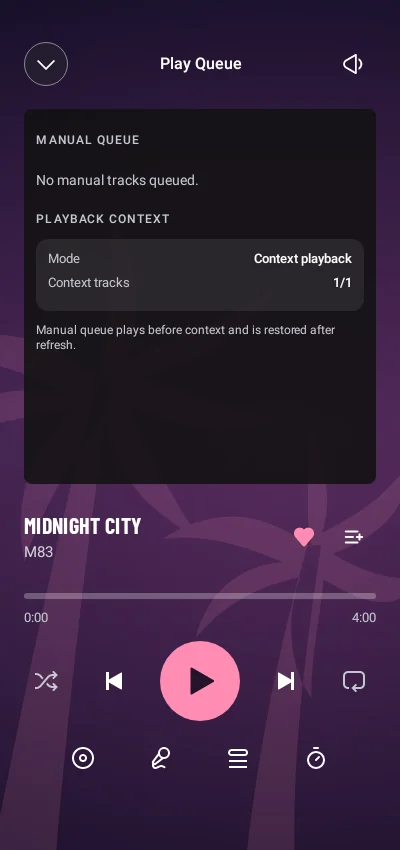 Play Queue
MANUAL QUEUE
No manual tracks queued.
PLAYBACK CONTEXT
Mode Context playback
Context tracks 1/1
Manual queue plays before context and is restored after
refresh.
MIDNIGHT CITY
M83
0:00 4:00